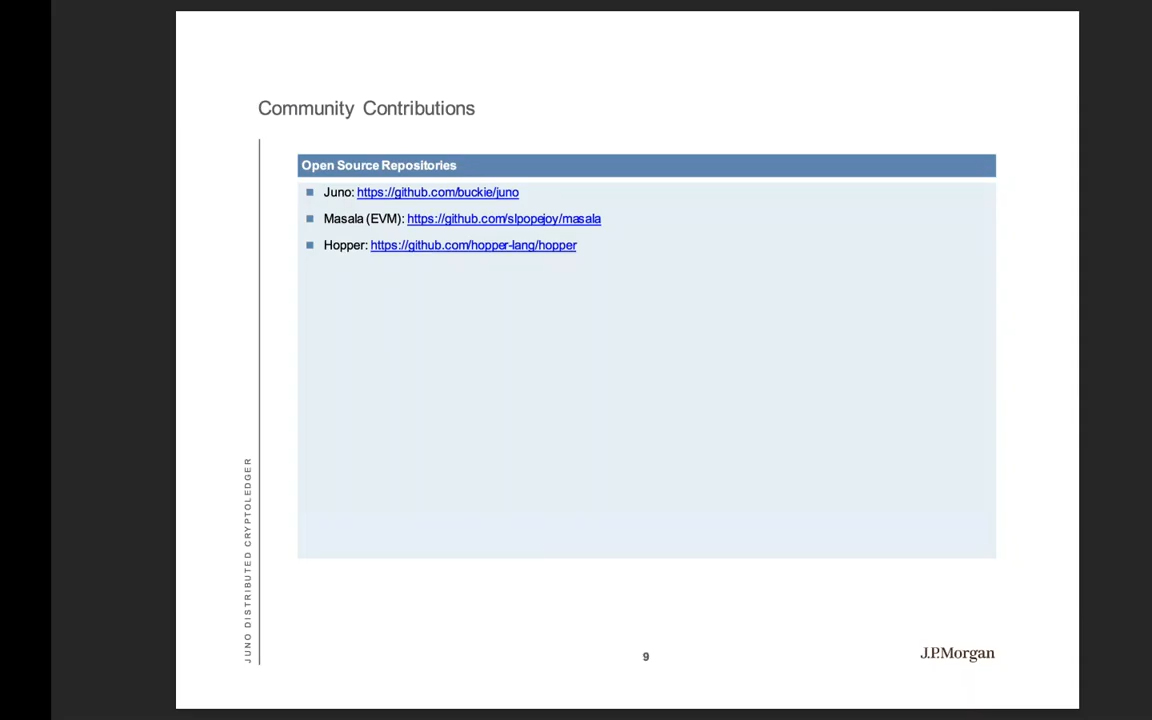 Community Contributions
Open Source Repositories
Juno: https://github.com/buckie/juno
Masala (EVM): https://github.com/slpopejoy/masala
Hopper: https://github.com/hopper-lang/hopper
JUNO DISTRIBUTED CRYPTOLEDGER
9
J.P.Morgan